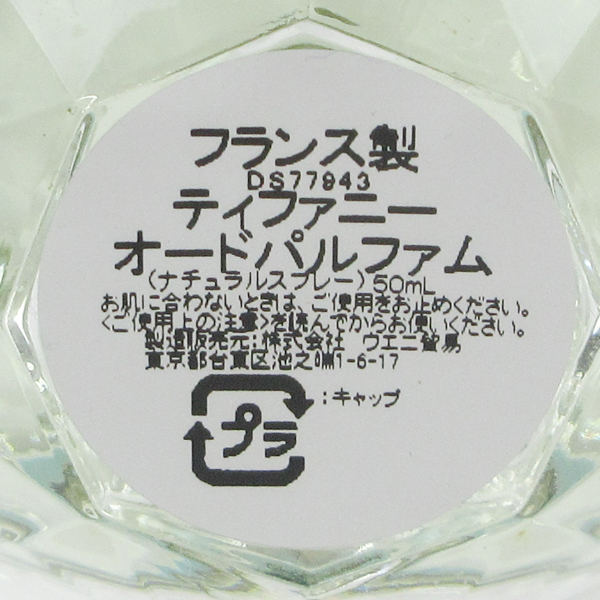 フランス製
DS77943
ティファニー
オードパルファム
(ナチュラルスプレー) 50mL
お肌に合わないときは、ご使用をお止めください。
<ご使用上の注意>を読んでからお使いください。
製造販売元:株式会社 ウエニ貿易
東京都台東区池之端1-6-17
プラ :キャップ